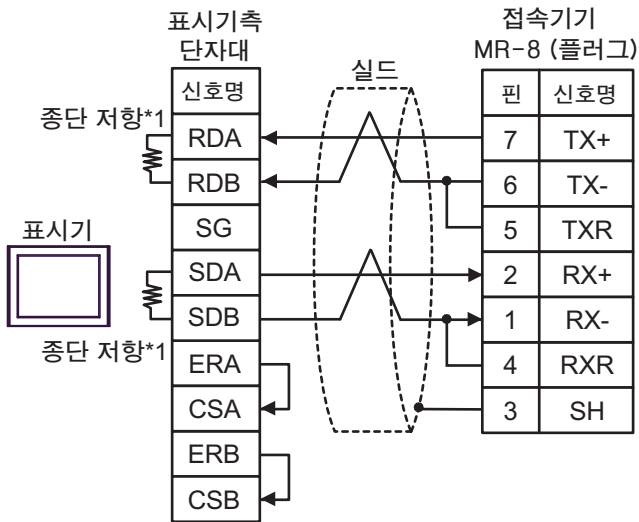 표시기측
단자대
접속기기
MR-8 (플러그)
실드
신호명
핀 신호명
종단 저항*1
RDA
7 TX+
RDB
6 TX-
SG
5 TXR
표시기
SDA
2 RX+
SDB
1 RX-
종단 저항*1
ERA
4 RXR
CSA
3 SH
ERB
CSB